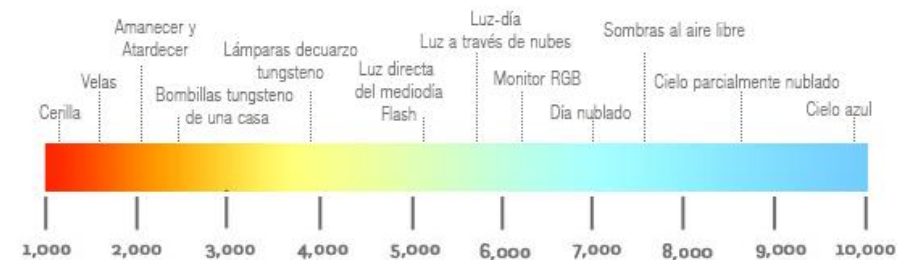 Amanecer y
Atardecer
Velas
Cerilla
Bombillas tungsteno
de una casa
Lámparas decuarzo
tungsteno
Luz directa
del mediodía
Flash
Luz-día
Luz a través de nubes
Monitor RGB
Día nublado
Sombras al aire libre
Cielo parcialmente nublado
Cielo azul
1,000 2,000 3,000 4,000 5,000 6,000 7,000 8,000 9,000 10,000